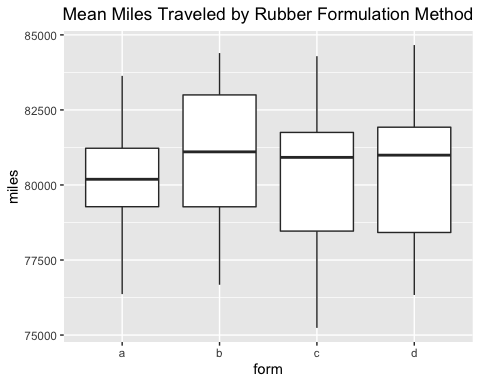 Mean Miles Traveled by Rubber Formulation Method
85000
82500
80000
77500
75000
miles
a b c d
form